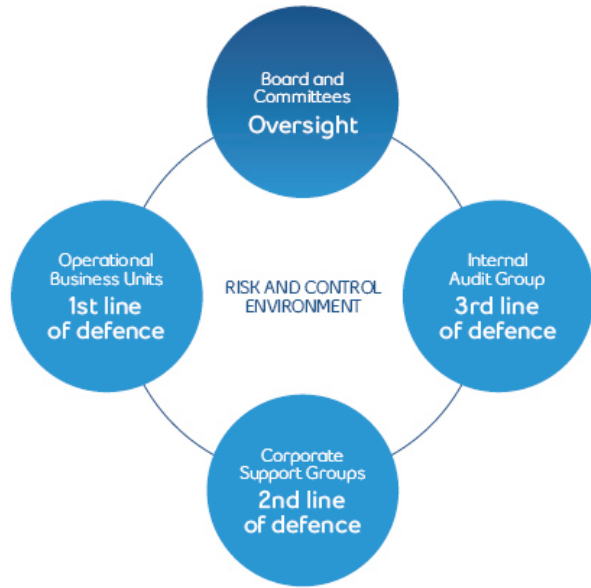 Board and
Committees
Oversight
Operational
Business Units
1st line
of defence
RISK AND CONTROL
ENVIRONMENT
Internal
Audit Group
3rd line
of defence
Corporate
Support Groups
2nd line
of defence